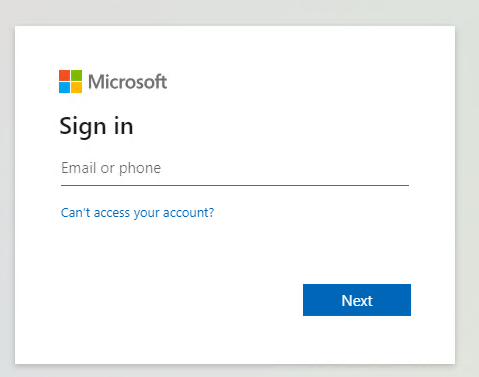 Microsoft
Sign in
Email or phone
Can't access your account?
Next